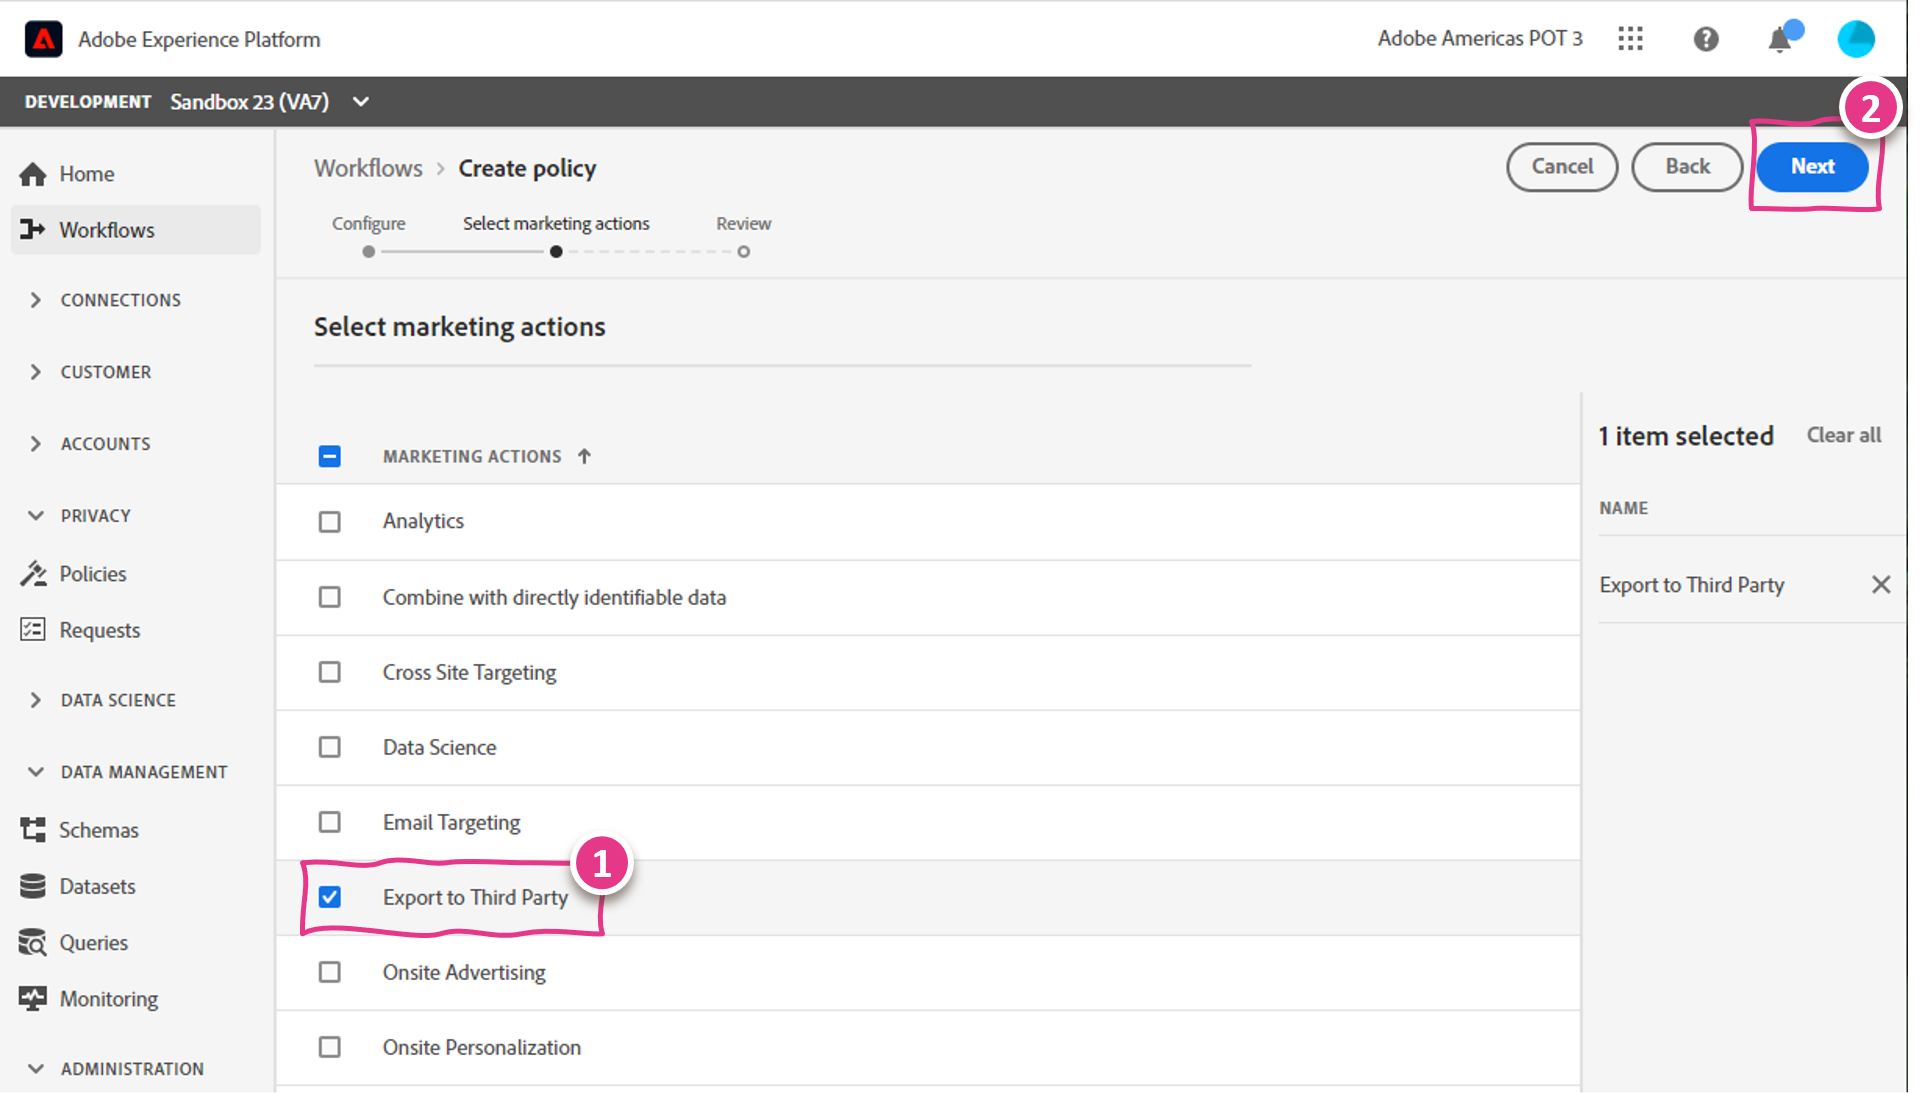 Adobe Experience Platform
Adobe Americas POT 3
DEVELOPMENT Sandbox 23 (VA7)
2
Home
Workflows
CONNECTIONS
CUSTOMER
ACCOUNTS
PRIVACY
Policies
Requests
DATA SCIENCE
DATA MANAGEMENT
Schemas
Datasets
Queries
Monitoring
ADMINISTRATION
Workflows > Create policy
Cancel
Back
Next
Configure
Select marketing actions
Review
Select marketing actions
MARKETING ACTIONS
Analytics
Combine with directly identifiable data
Cross Site Targeting
Data Science
Email Targeting
1
Export to Third Party
Onsite Advertising
Onsite Personalization
1 item selected
Clear all
NAME
Export to Third Party